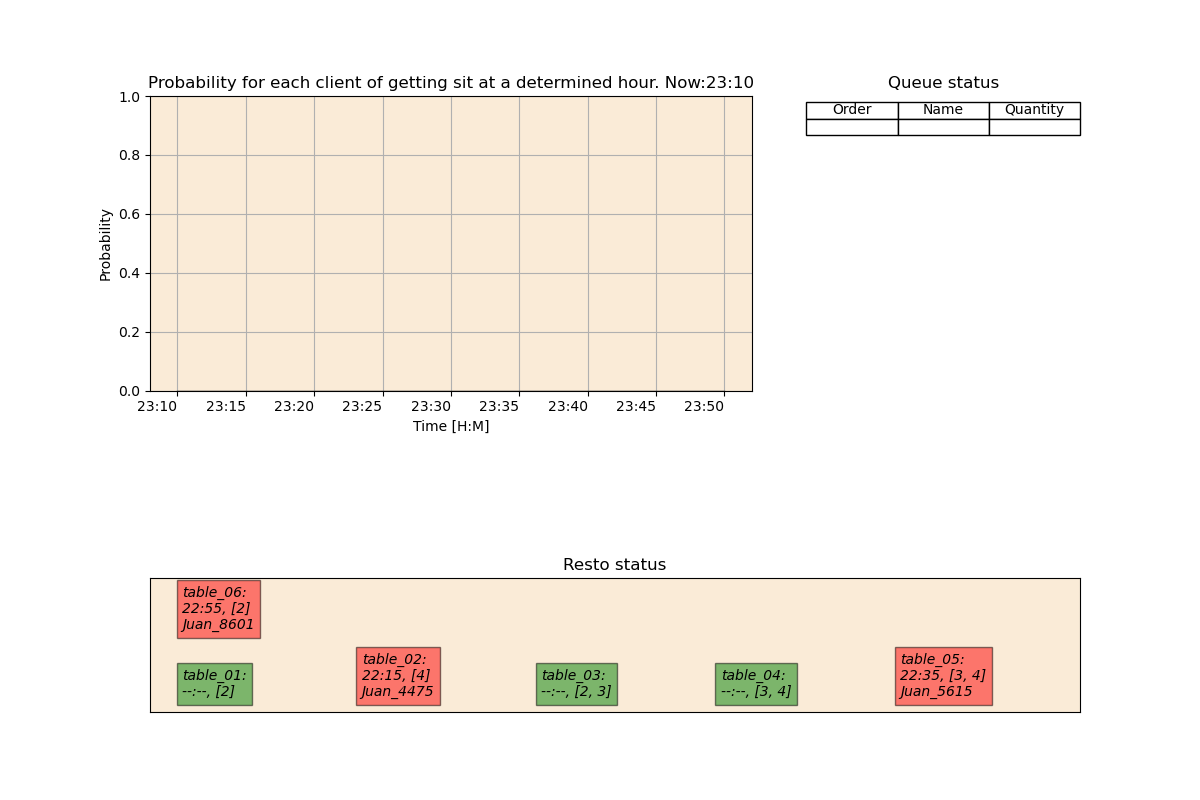 Probability for each client of getting sit at a determined hour. Now:23:10
1.0
0.8
0.6
0.4
0.2
0.0
Probability
23:10 23:15 23:20 23:25 23:30 23:35 23:40 23:45 23:50
Time [H:M]
Queue status
Order Name Quantity
Resto status
table_06:
22:55, [2]
Juan_8601
table_01:
--:--, [2]
table_02:
22:15, [4]
Juan_4475
table_03:
--:--, [2, 3]
table_04:
--:--, [3, 4]
table_05:
22:35, [3, 4]
Juan_5615